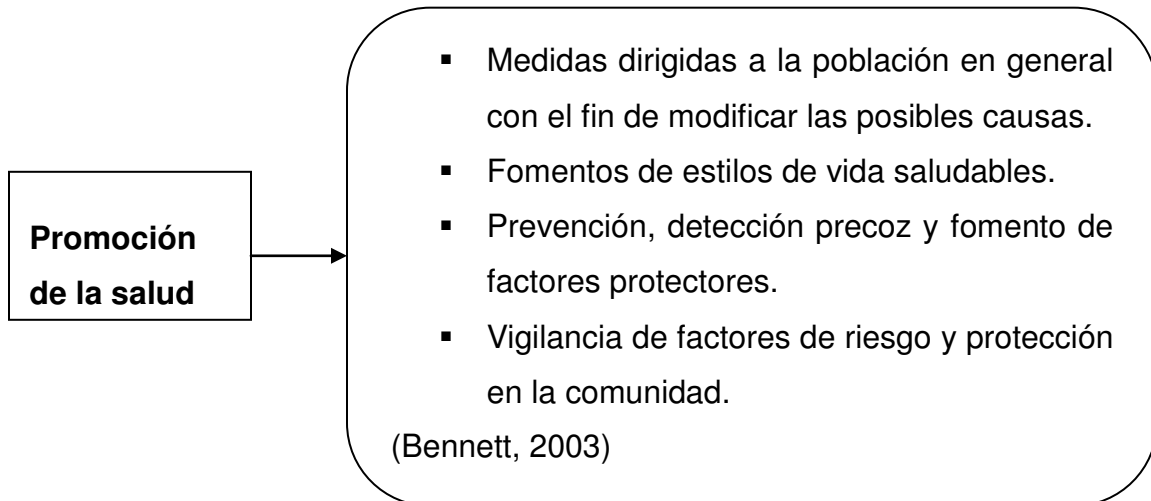 Promoción
de la salud
▪ Medidas dirigidas a la población en general
con el fin de modificar las posibles causas.
▪ Fomentos de estilos de vida saludables.
▪ Prevención, detección precoz y fomento de
factores protectores.
▪ Vigilancia de factores de riesgo y protección
en la comunidad.
(Bennett, 2003)